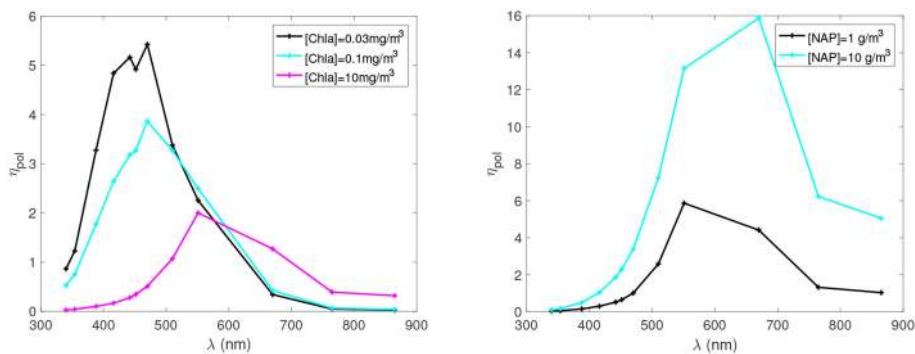 [Chla]=0.03mg/m³
[Chla]=0.1mg/m³
[Chla]=10mg/m³
6
5
4
3
2
1
0
η_pol
300 400 500 600 700 800 900
λ (nm)
[NAP]=1 g/m³
[NAP]=10 g/m³
16
14
12
10
8
6
4
2
0
η_pol
300 400 500 600 700 800 900
λ (nm)